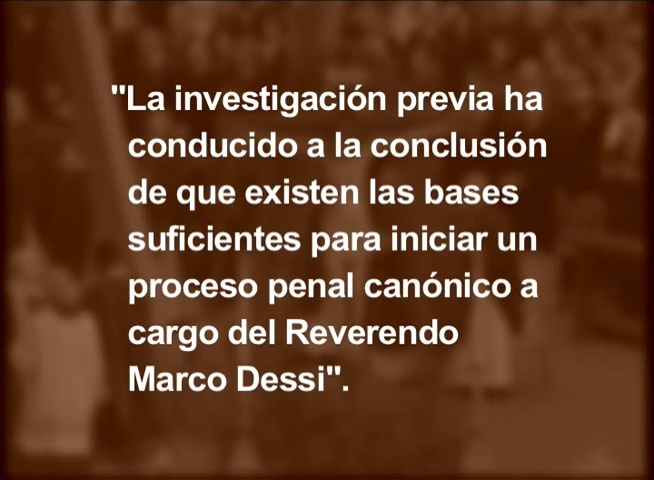 "La investigación previa ha
conducido a la conclusión
de que existen las bases
suficientes para iniciar un
proceso penal canónico a
cargo del Reverendo
Marco Dessi".